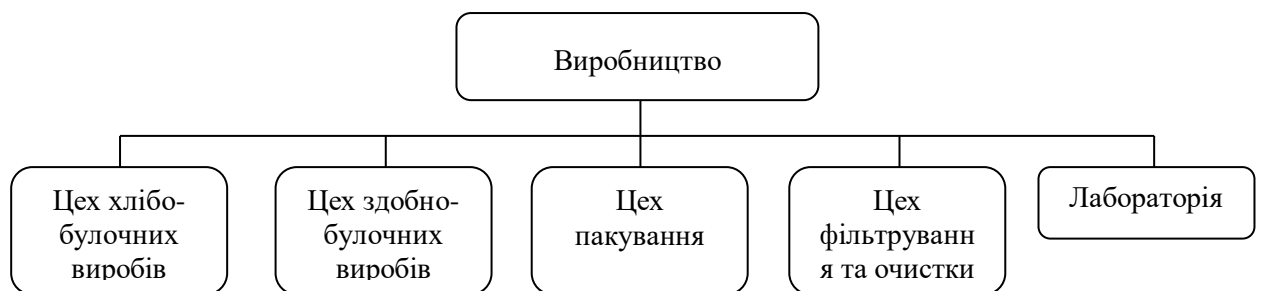 Виробництво
Цех хлібо-
булочних
виробів
Цех здобно-
булочних
виробів
Цех
пакування
Цех
фільтруванн
я та очистки
Лабораторія